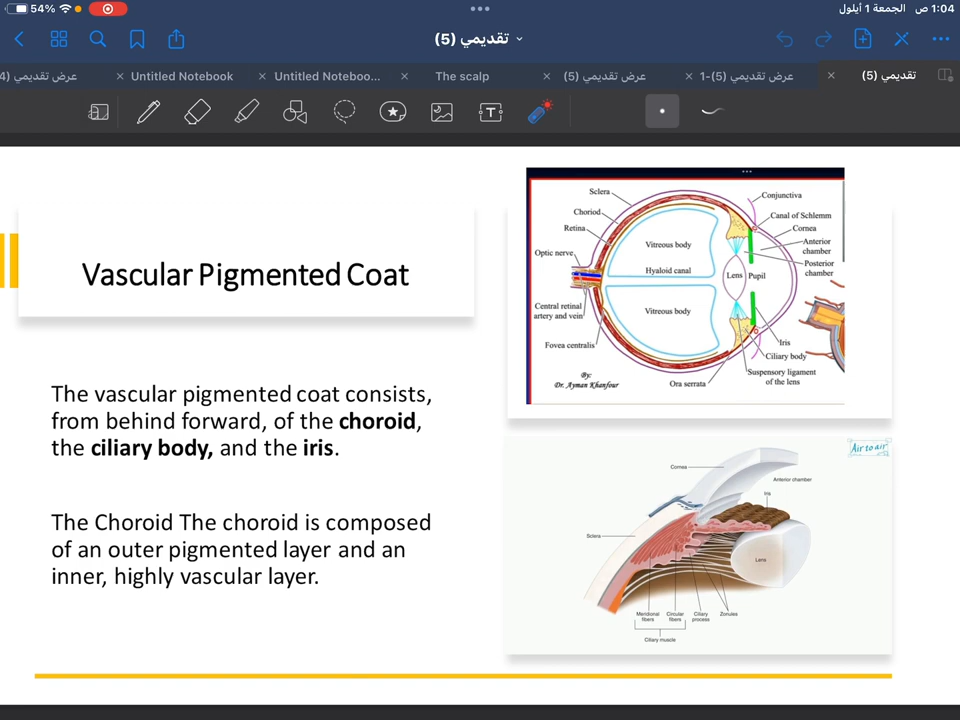 54%
1:04 ص الجمعة 1 أيلول
تقديمي (5)
عرض تقديمي (4
Untitled Notebook
Untitled Noteboo...
The scalp
عرض تقديمي (5)
عرض تقديمي (5)-1
تقديمي (5)
Vascular Pigmented Coat
The vascular pigmented coat consists,
from behind forward, of the choroid,
the ciliary body, and the iris.
The Choroid The choroid is composed
of an outer pigmented layer and an
inner, highly vascular layer.
Sclera
Choriod
Retina
Optic nerve
Central retinal
artery and vein
Fovea centralis
Vitreous body
Hyaloid canal
Vitreous body
Lens
Pupil
Conjunctiva
Canal of Schlemm
Cornea
Anterior
chamber
Posterior
chamber
Iris
Ciliary body
Suspensory ligament
of the lens
Ora serrata
By:
Dr. Ayman Khanfour
Air to air
Cornea
Anterior chamber
Iris
Sclera
Lens
Meridional
fibers
Circular
fibers
Ciliary
process
Zonules
Ciliary muscle